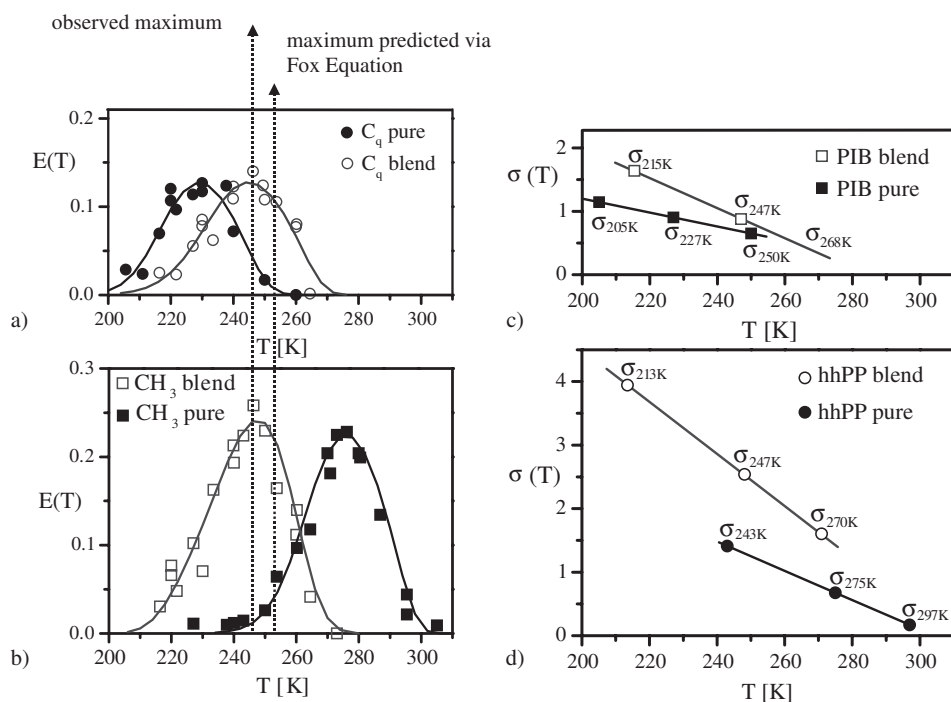 observed maximum
maximum predicted via
Fox Equation
0.2
0.1
0.0
E(T)
C_q pure
C_q blend
200 220 240 260 280 300
T [K]
a)
0.3
0.2
0.1
0.0
E(T)
CH_3 blend
CH_3 pure
200 220 240 260 280 300
T [K]
b)
2
1
0
σ (T)
σ_215K
PIB blend
PIB pure
σ_247K
σ_205K
σ_227K
σ_250K
σ_268K
200 220 240 260 280 300
T [K]
c)
4
3
2
1
0
σ (T)
σ_213K
hhPP blend
hhPP pure
σ_247K
σ_243K
σ_270K
σ_275K
σ_297K
200 220 240 260 280 300
T [K]
d)